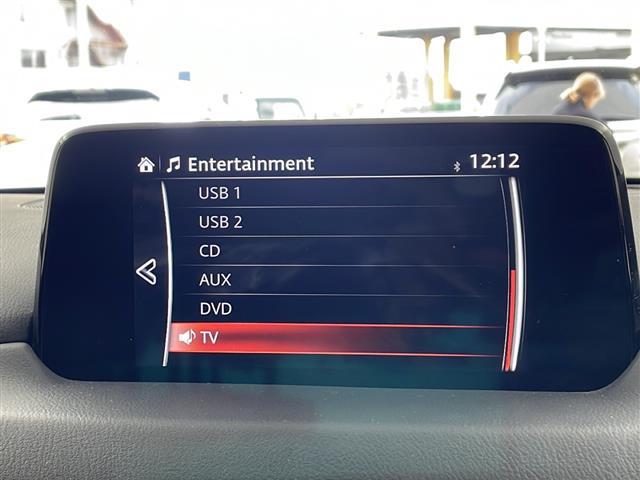 Entertainment 12:12
USB 1
USB 2
CD
AUX
DVD
TV